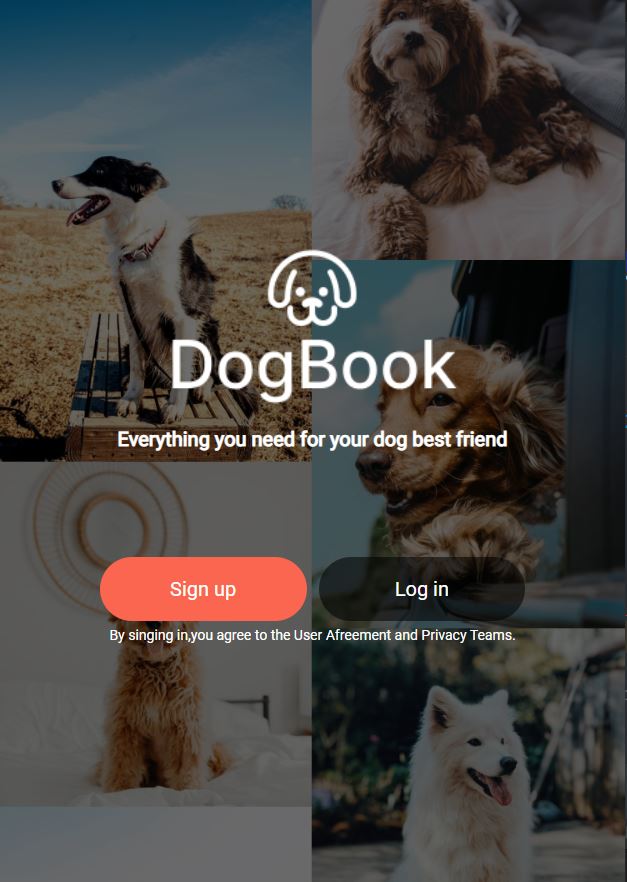 DogBook
Everything you need for your dog best friend
Sign up
Log in
By singing in,you agree to the User Afreement and Privacy Teams.